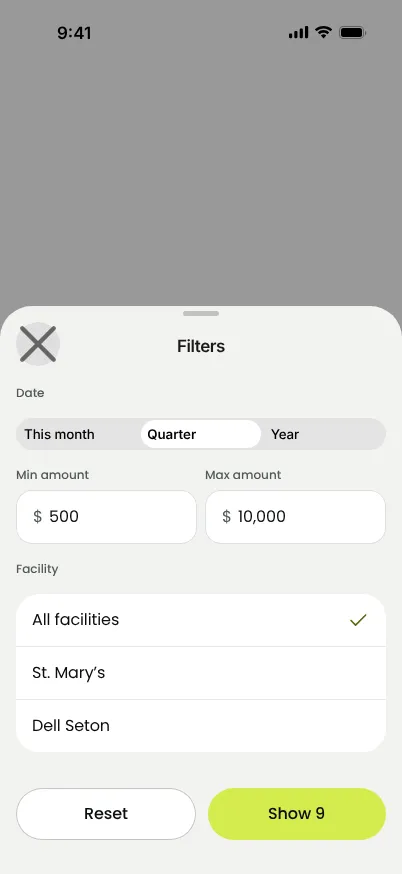 9:41
Filters
Date
This month Quarter Year
Min amount Max amount
$ 500 $ 10,000
Facility
All facilities
St. Mary’s
Dell Seton
Reset Show 9